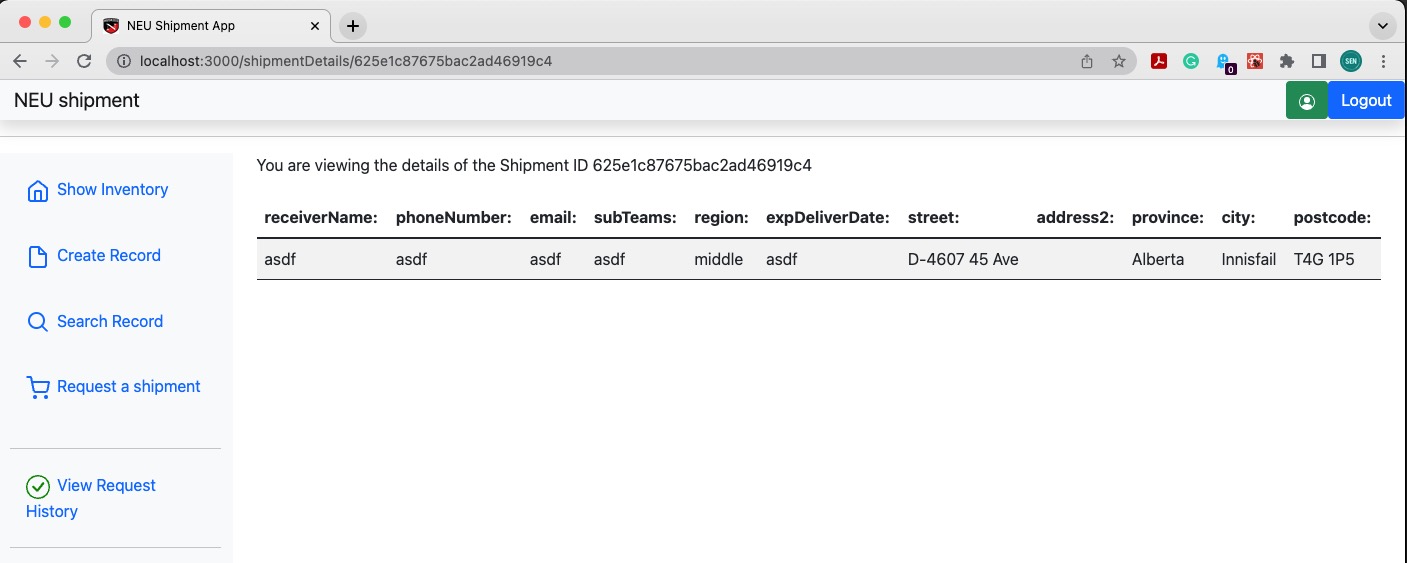 NEU Shipment App
localhost:3000/shipmentDetails/625e1c87675bac2ad46919c4
0
SEN
NEU shipment
Logout
You are viewing the details of the Shipment ID 625e1c87675bac2ad46919c4
Show Inventory
Create Record
Search Record
Request a shipment
View Request
History
receiverName: phoneNumber: email: subTeams: region: expDeliverDate: street: address2: province: city: postcode:
asdf asdf asdf asdf middle asdf D-4607 45 Ave Alberta Innisfail T4G 1P5